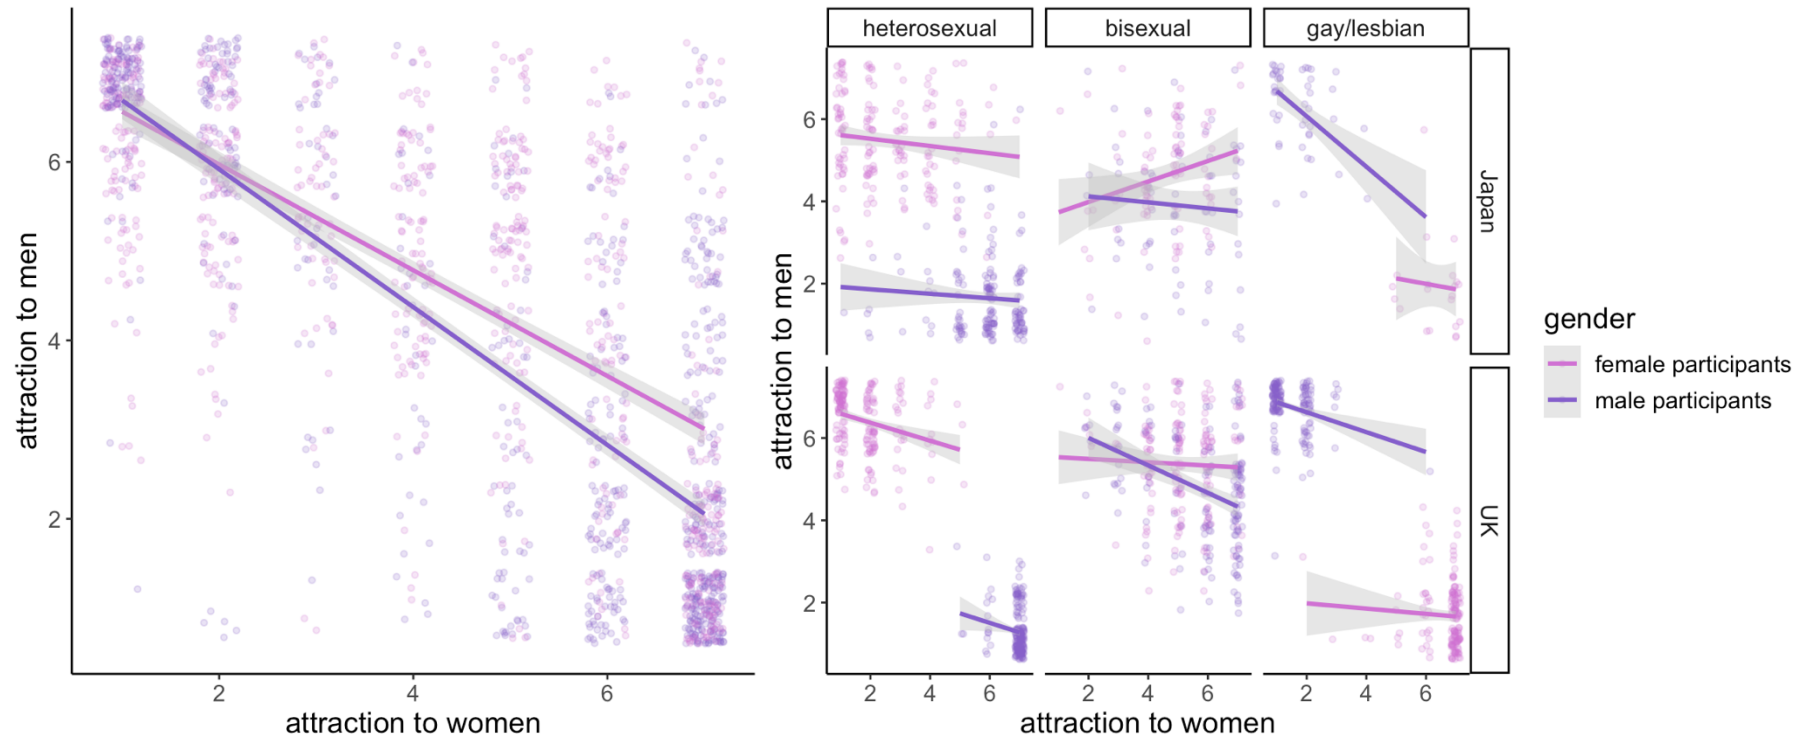 attraction to men
6
4
2
2
4
6
attraction to women
heterosexual
bisexual
gay/lesbian
attraction to men
6
4
2
Japan
6
4
2
UK
2
4
6
2
4
6
2
4
6
attraction to women
gender
female participants
male participants